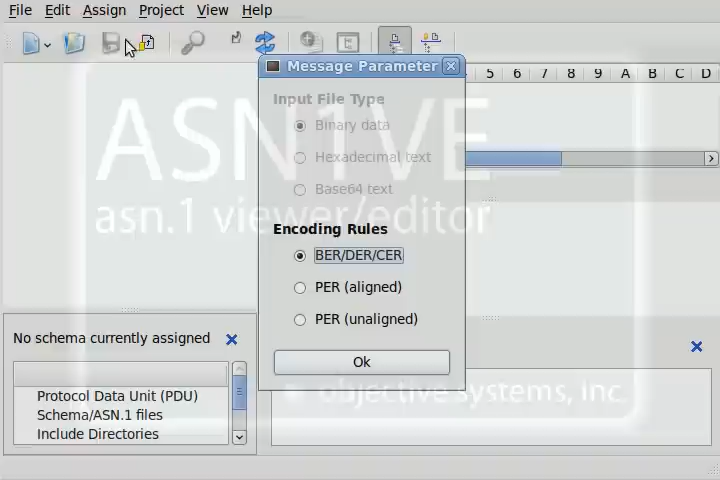 File Edit Assign Project View Help
Message Parameter
5 6 7 8 9 A B C D
Input File Type
Binary data
Hexadecimal text
Base64 text
ASN1VE
asn.1 viewer/editor
Encoding Rules
BER/DER/CER
PER (aligned)
PER (unaligned)
Ok
No schema currently assigned
Protocol Data Unit (PDU)
Schema/ASN.1 files
Include Directories
objective systems, inc.